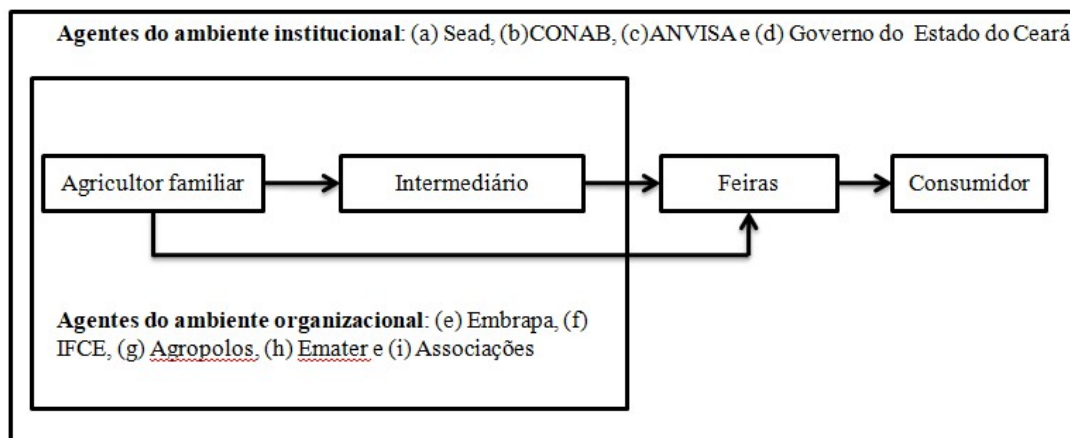 Agentes do ambiente institucional: (a) Sead, (b)CONAB, (c)ANVISA e (d) Governo do Estado do Ceará
Agricultor familiar
Intermediário
Feiras
Consumidor
Agentes do ambiente organizacional: (e) Embrapa, (f)
IFCE, (g) Agropolos, (h) Emater e (i) Associações